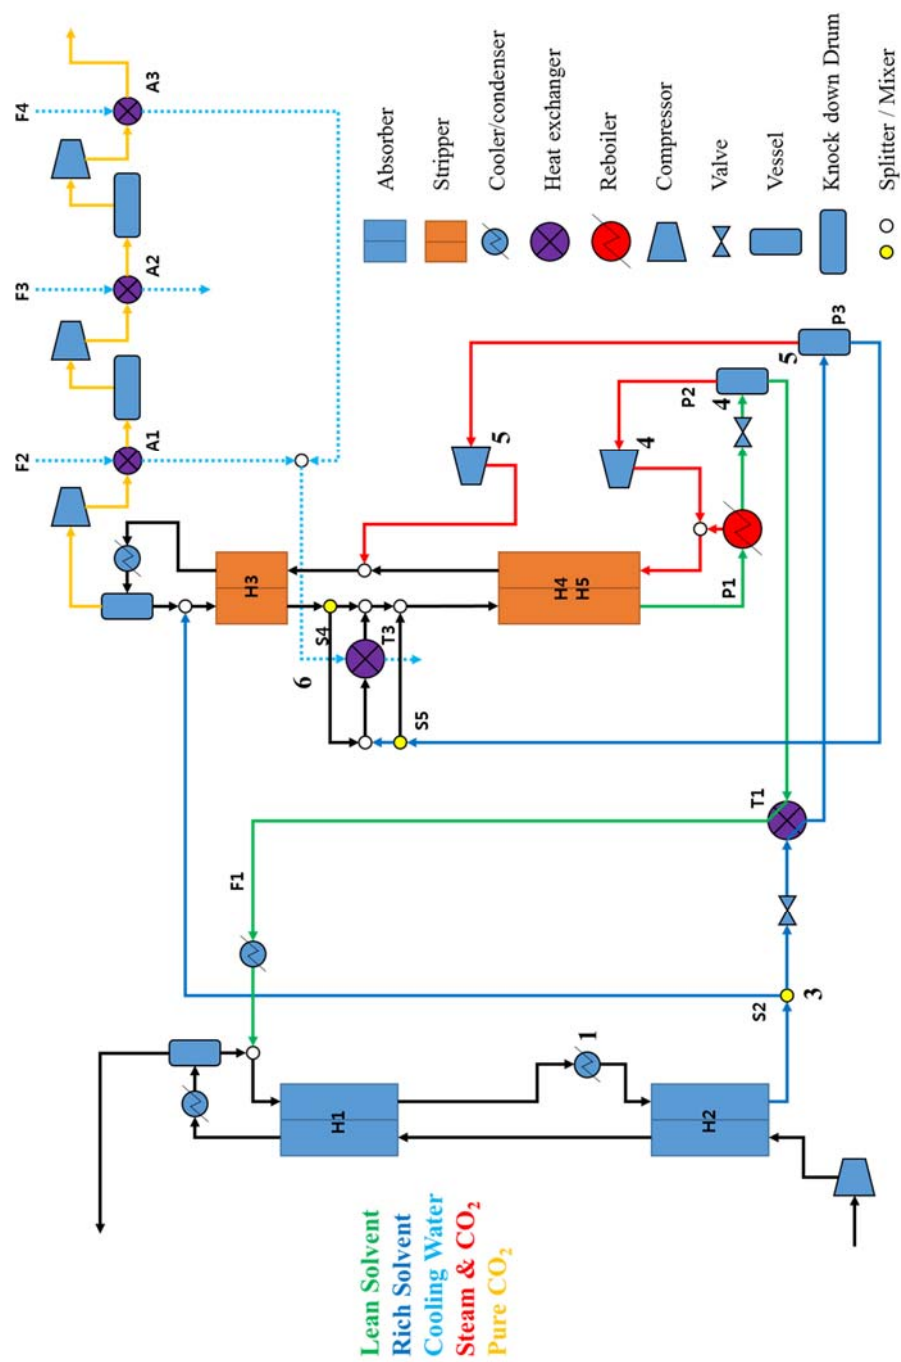 F2
F3
F4
A1
A2
A3
H3
S4
T3
6
S5
5
4
H4
H5
P1
P2
4
5
P3
F1
T1
1
H1
H2
S2
3
Lean Solvent
Rich Solvent
Cooling Water
Steam & CO₂
Pure CO₂
Absorber
Stripper
Cooler/condenser
Heat exchanger
Reboiler
Compressor
Valve
Vessel
Knock down Drum
Splitter / Mixer